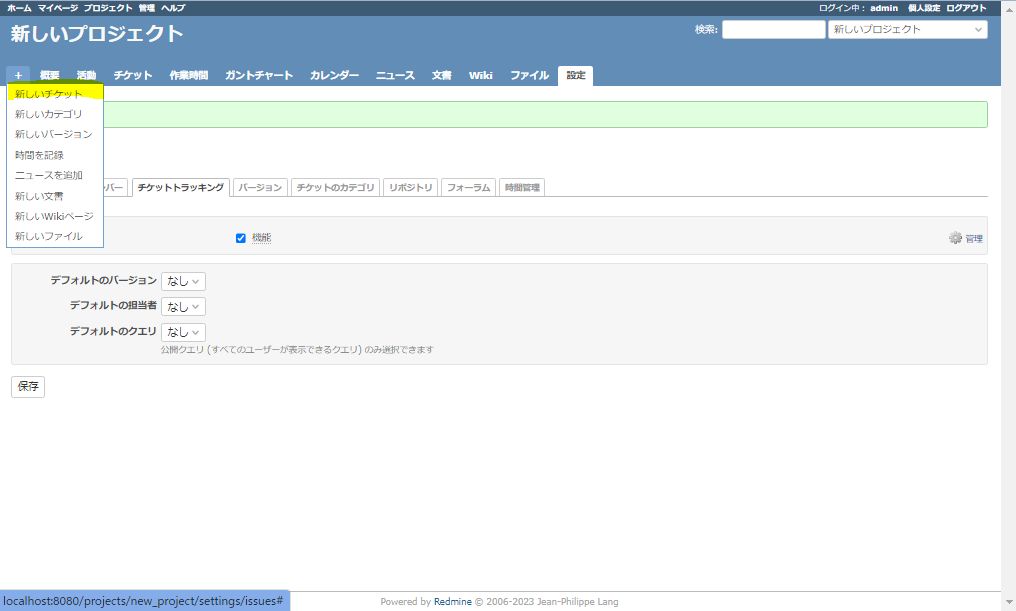 ホーム マイページ プロジェクト 管理 ヘルプ ログイン中： admin 個人設定 ログアウト
新しいプロジェクト 検索: 新しいプロジェクト
+ 概要 活動 チケット 作業時間 ガントチャート カレンダー ニュース 文書 Wiki ファイル 設定
新しいチケット
新しいカテゴリ
新しいバージョン
時間を記録
ニュースを追加
新しい文書
新しいWikiページ
新しいファイル
バー チケットトラッキング バージョン チケットのカテゴリ リポジトリ フォーラム 時間管理
機能 管理
デフォルトのバージョン なし
デフォルトの担当者 なし
デフォルトのクエリ なし
公開クエリ (すべてのユーザーが表示できるクエリ) のみ選択できます
保存
localhost:8080/projects/new_project/settings/issues# Powered by Redmine © 2006-2023 Jean-Philippe Lang